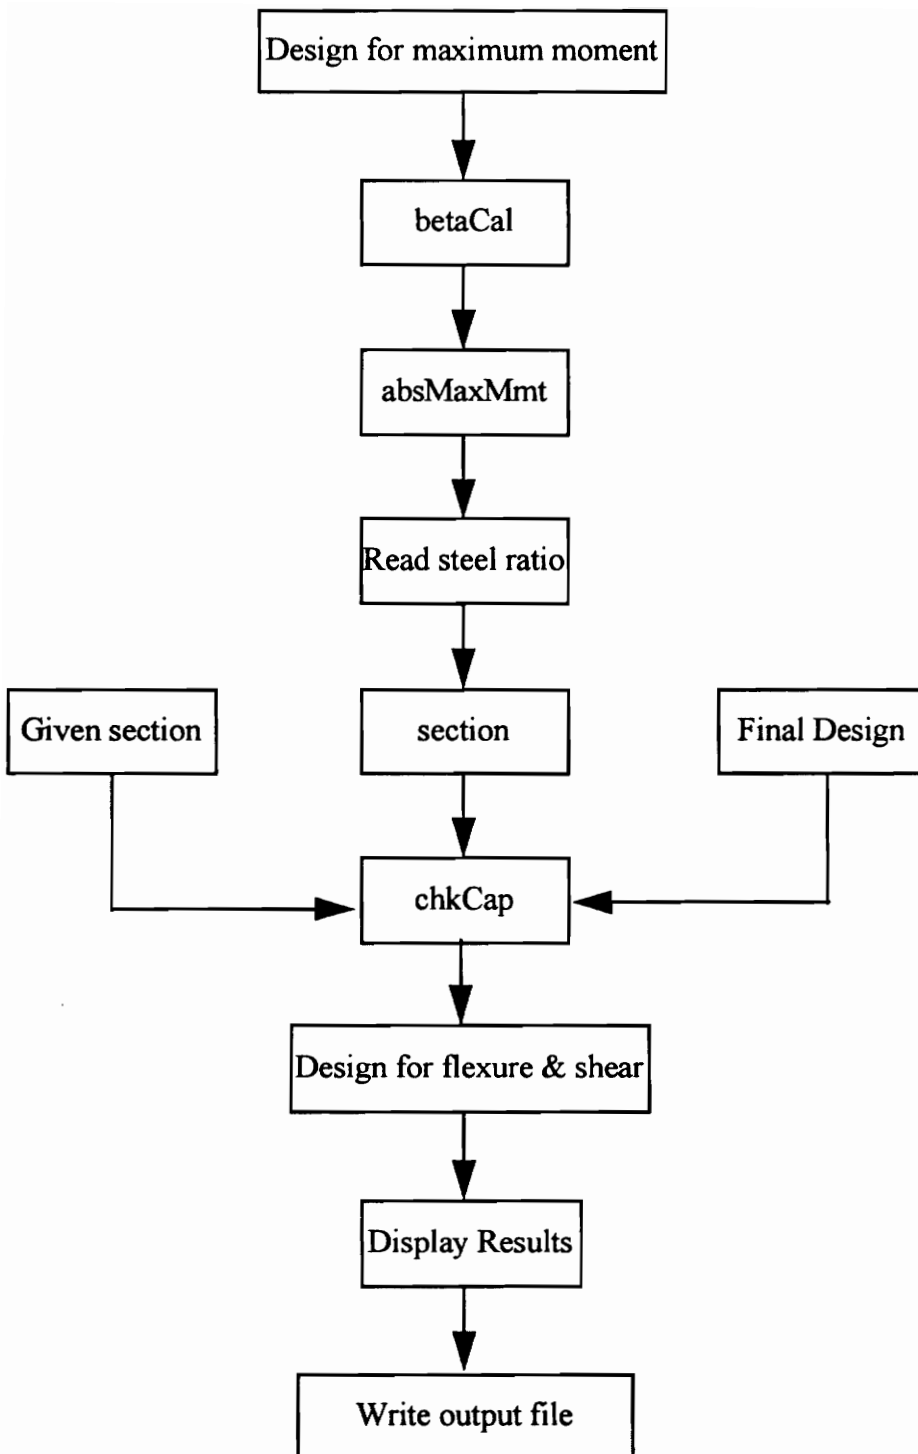 Design for maximum moment
betaCal
absMaxMmt
Read steel ratio
Given section
section
Final Design
chkCap
Design for flexure & shear
Display Results
Write output file